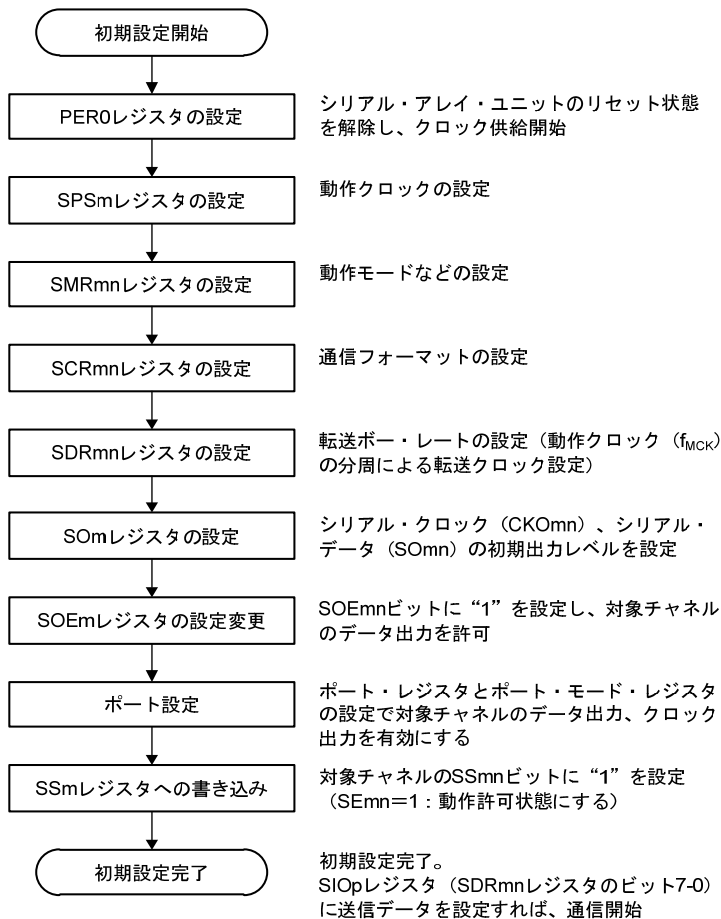 初期設定開始
PER0レジスタの設定
シリアル・アレイ・ユニットのリセット状態
を解除し、クロック供給開始
SPSmレジスタの設定
動作クロックの設定
SMRmnレジスタの設定
動作モードなどの設定
SCRmnレジスタの設定
通信フォーマットの設定
SDRmnレジスタの設定
転送ボー・レートの設定（動作クロック（fMCK）
の分周による転送クロック設定）
SOmレジスタの設定
シリアル・クロック（CKOmn）、シリアル・
データ（SOmn）の初期出力レベルを設定
SOEmレジスタの設定変更
SOEmnビットに“1”を設定し、対象チャネル
のデータ出力を許可
ポート設定
ポート・レジスタとポート・モード・レジスタ
の設定で対象チャネルのデータ出力、クロック
出力を有効にする
SSmレジスタへの書き込み
対象チャネルのSSmnビットに“1”を設定
（SEmn＝1：動作許可状態にする）
初期設定完了
初期設定完了。
SIOpレジスタ（SDRmnレジスタのビット7-0）
に送信データを設定すれば、通信開始